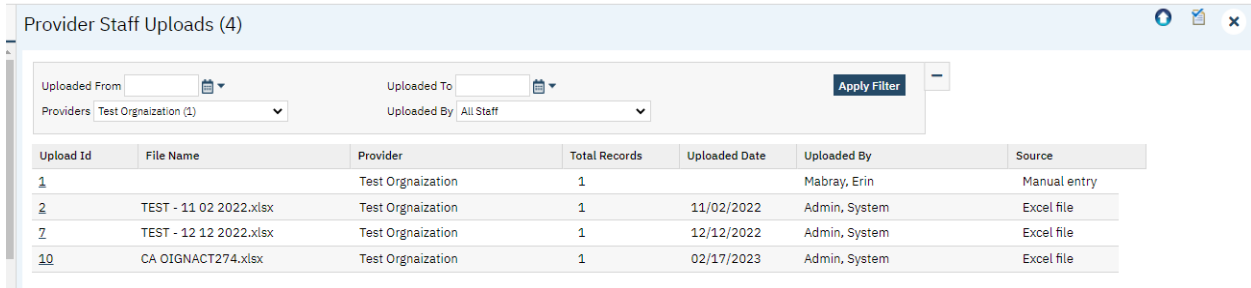 Provider Staff Uploads (4)
Uploaded From Uploaded To Apply Filter
Providers Test Orgnaization (1) Uploaded By All Staff
Upload Id File Name Provider Total Records Uploaded Date Uploaded By Source
1 Test Orgnaization 1 Mabray, Erin Manual entry
2 TEST - 11 02 2022.xlsx Test Orgnaization 1 11/02/2022 Admin, System Excel file
7 TEST - 12 12 2022.xlsx Test Orgnaization 1 12/12/2022 Admin, System Excel file
10 CA OIGNACT274.xlsx Test Orgnaization 1 02/17/2023 Admin, System Excel file